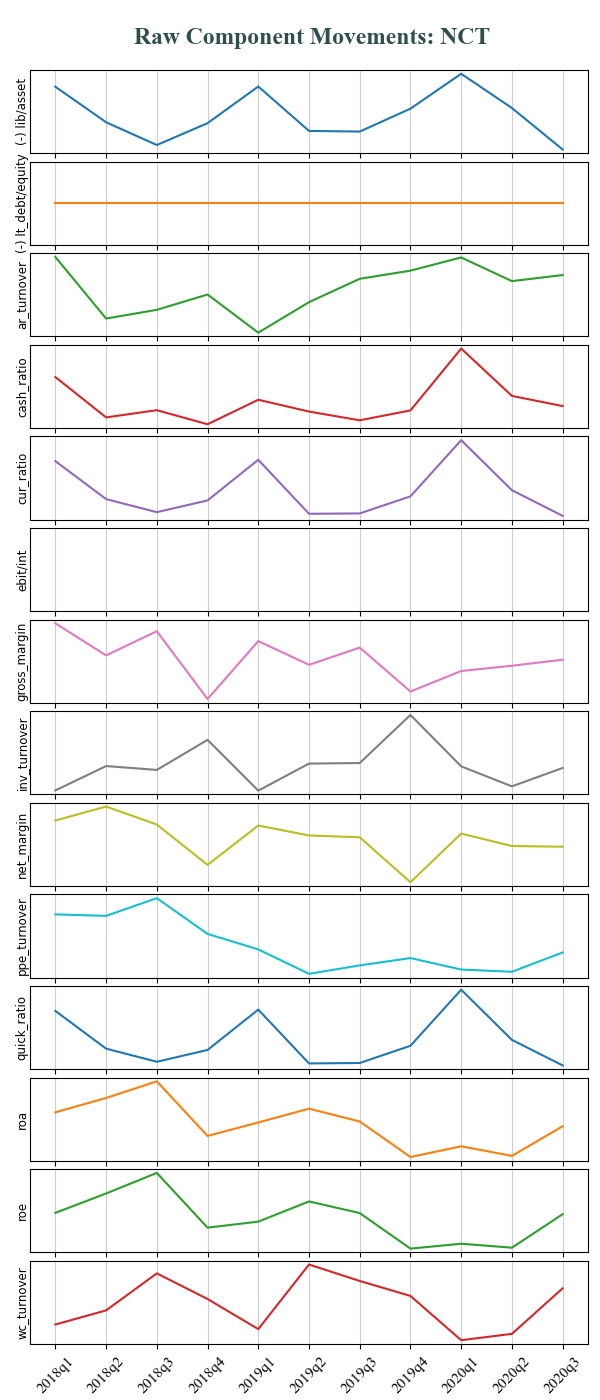 Raw Component Movements: NCT
(-) lib/asset
(-) lt_debt/equity
ar_turnover
cash_ratio
cur_ratio
ebit/int
gross_margin
inv_turnover
net_margin
ppe_turnover
quick_ratio
roa
roe
wc_turnover
2018q1 2018q2 2018q3 2018q4 2019q1 2019q2 2019q3 2019q4 2020q1 2020q2 2020q3